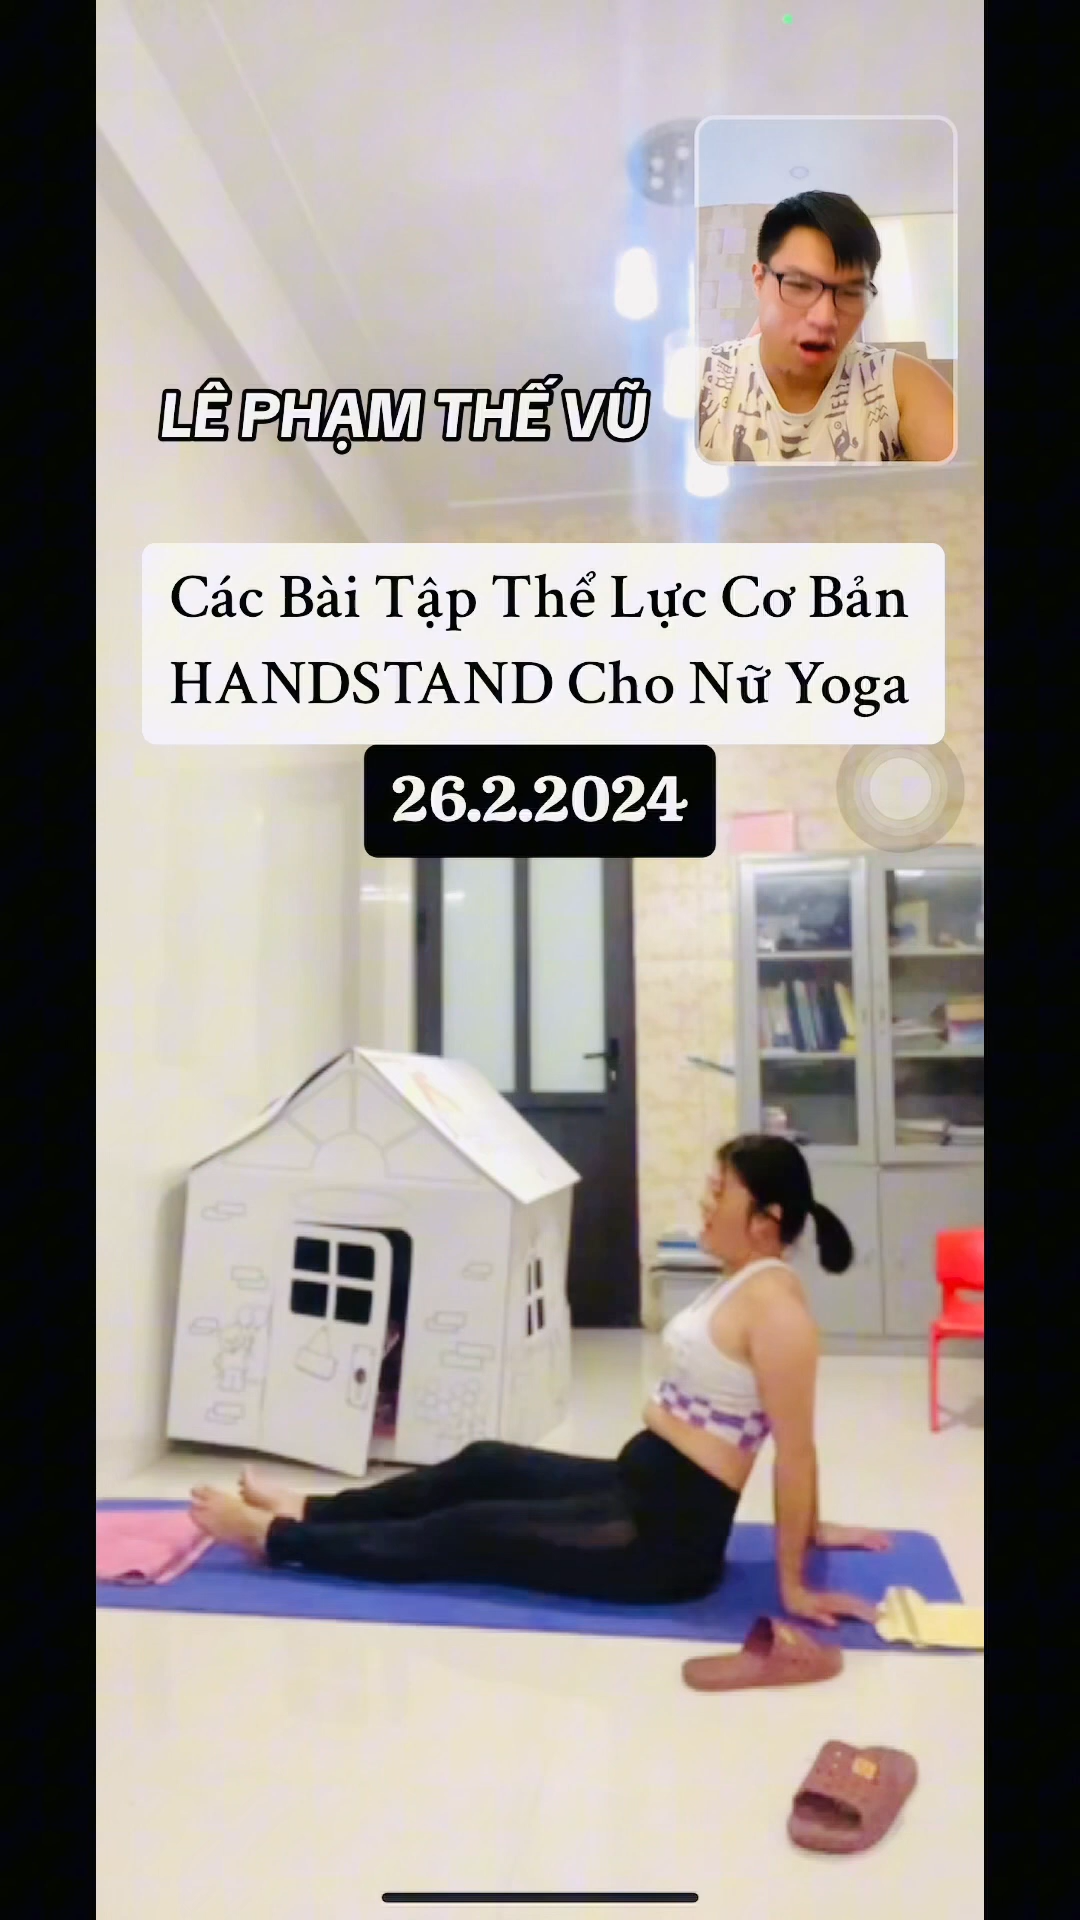 LÊ PHẠM THẾ VŨ
Các Bài Tập Thể Lực Cơ Bản
HANDSTAND Cho Nữ Yoga
26.2.2024